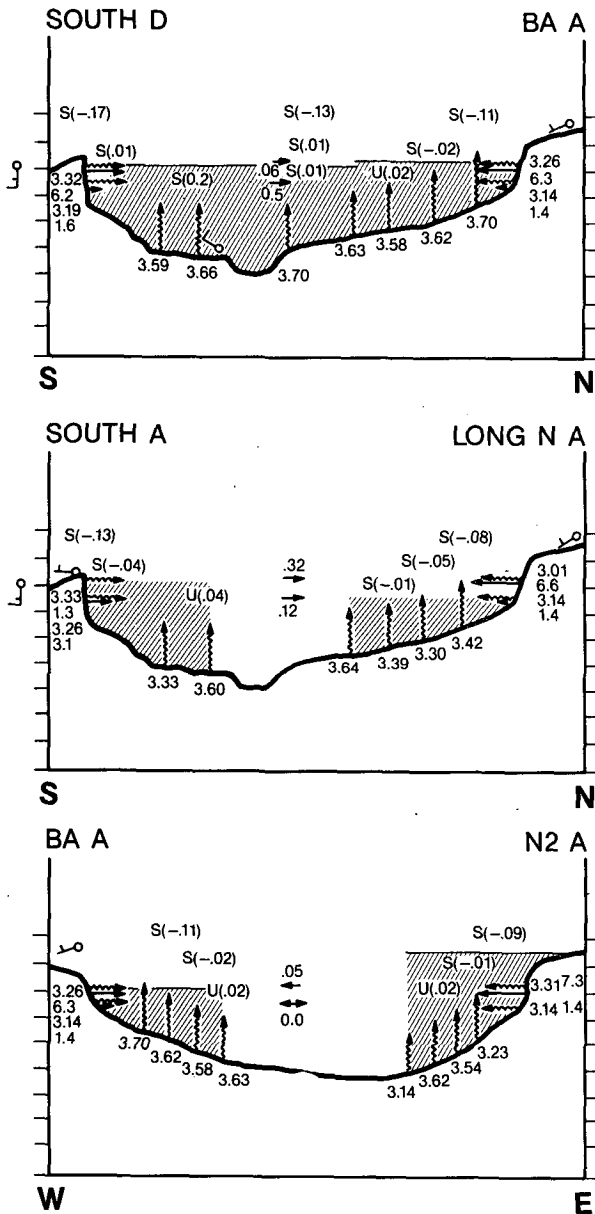 SOUTH D BA A
S(-.17) S(-.13) S(-.11)
S(.01) S(.01) S(-.02)
S(0.2) .06 S(.01) U(.02)
0.5
3.32 3.26
6.2 6.3
3.19 3.14
1.6 1.4
3.59 3.66 3.70 3.63 3.58 3.62 3.70
S N
SOUTH A LONG N A
S(-.13) S(-.08)
S(-.04) .32 S(-.05)
U(.04) .12 S(-.01)
3.33 3.01
1.3 6.6
3.26 3.14
3.1 1.4
3.33 3.60 3.64 3.39 3.30 3.42
S N
BA A N2 A
S(-.11) S(-.09)
S(-.02) .05 S(-.01)
U(.02) 0.0 U(.02)
3.26 3.31 7.3
6.3 3.14 1.4
3.14
1.4
3.70 3.62 3.58 3.63 3.14 3.62 3.54 3.23
W E